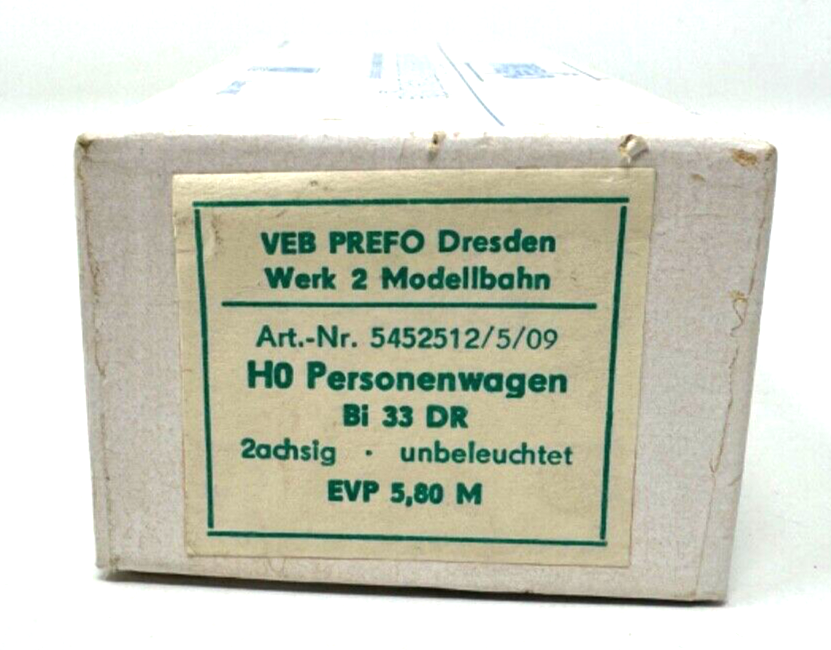 VEB PREFO Dresden
Werk 2 Modellbahn
Art.-Nr. 5452512/5/09
H0 Personenwagen
Bi 33 DR
2achsig · unbeleuchtet
EVP 5,80 M